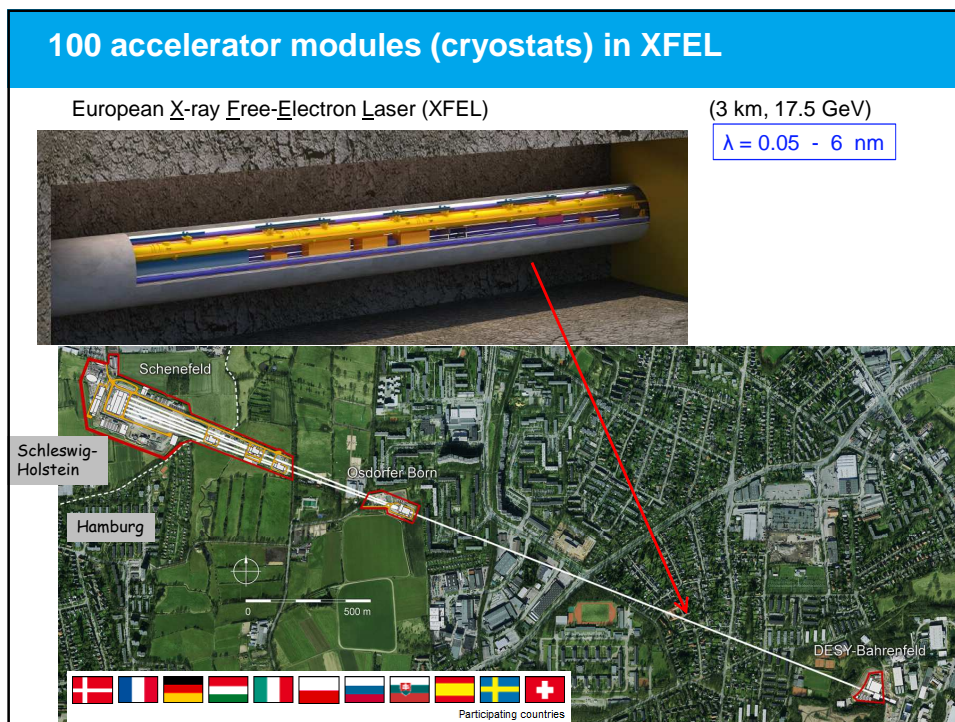 100 accelerator modules (cryostats) in XFEL
European X-ray Free-Electron Laser (XFEL)
(3 km, 17.5 GeV)
λ = 0.05 - 6 nm
Schenefeld
Schleswig-
Holstein
Osdorfer Born
Hamburg
0
500 m
DESY-Bahrenfeld
Participating countries